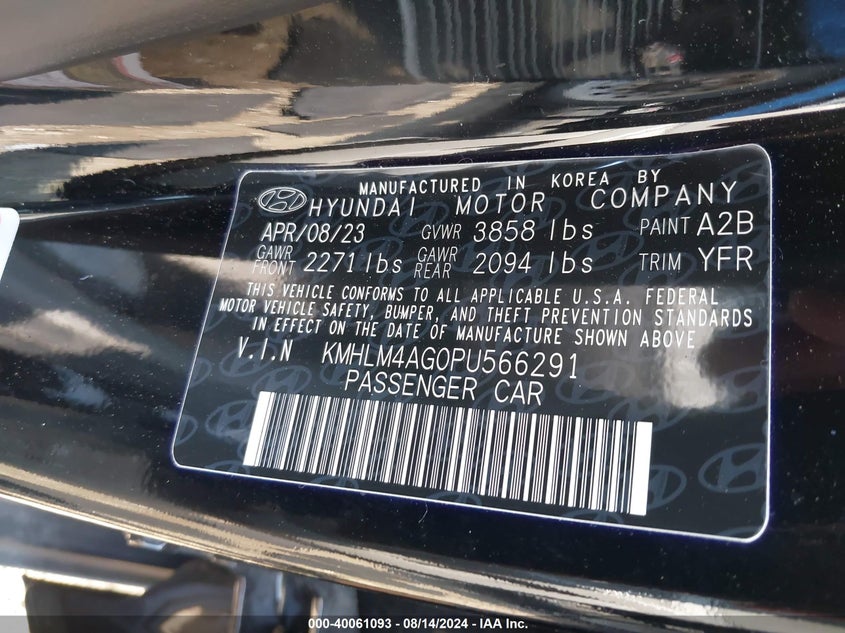 MANUFACTURED IN KOREA BY
HYUNDAI MOTOR COMPANY
APR/08/23 GVWR 3858 lbs PAINT A2B
GAWR FRONT 2271 lbs GAWR REAR 2094 lbs TRIM YFR
THIS VEHICLE CONFORMS TO ALL APPLICABLE U.S.A. FEDERAL
MOTOR VEHICLE SAFETY, BUMPER, AND THEFT PREVENTION STANDARDS
IN EFFECT ON THE DATE OF MANUFACTURE SHOWN ABOVE
V.I.N KMHLM4AG0PU566291
PASSENGER CAR
000-40061093 - 08/14/2024 - IAA Inc.